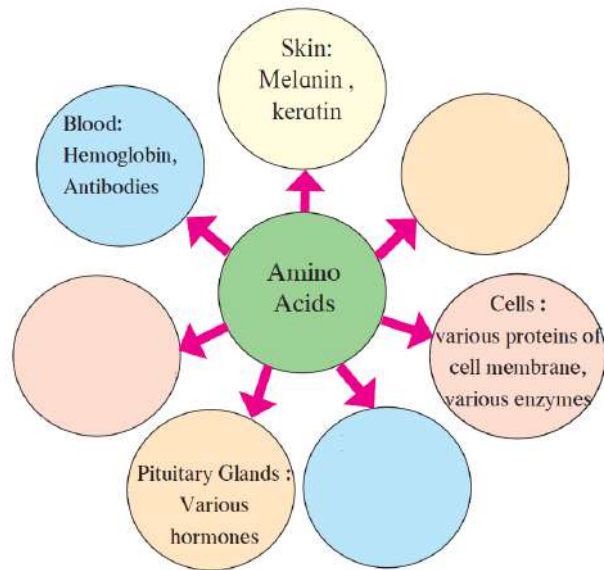 Skin:
Melanin ,
keratin
Blood:
Hemoglobin,
Antibodies
Amino
Acids
Cells :
various proteins of
cell membrane,
various enzymes
Pituitary Glands :
Various
hormones